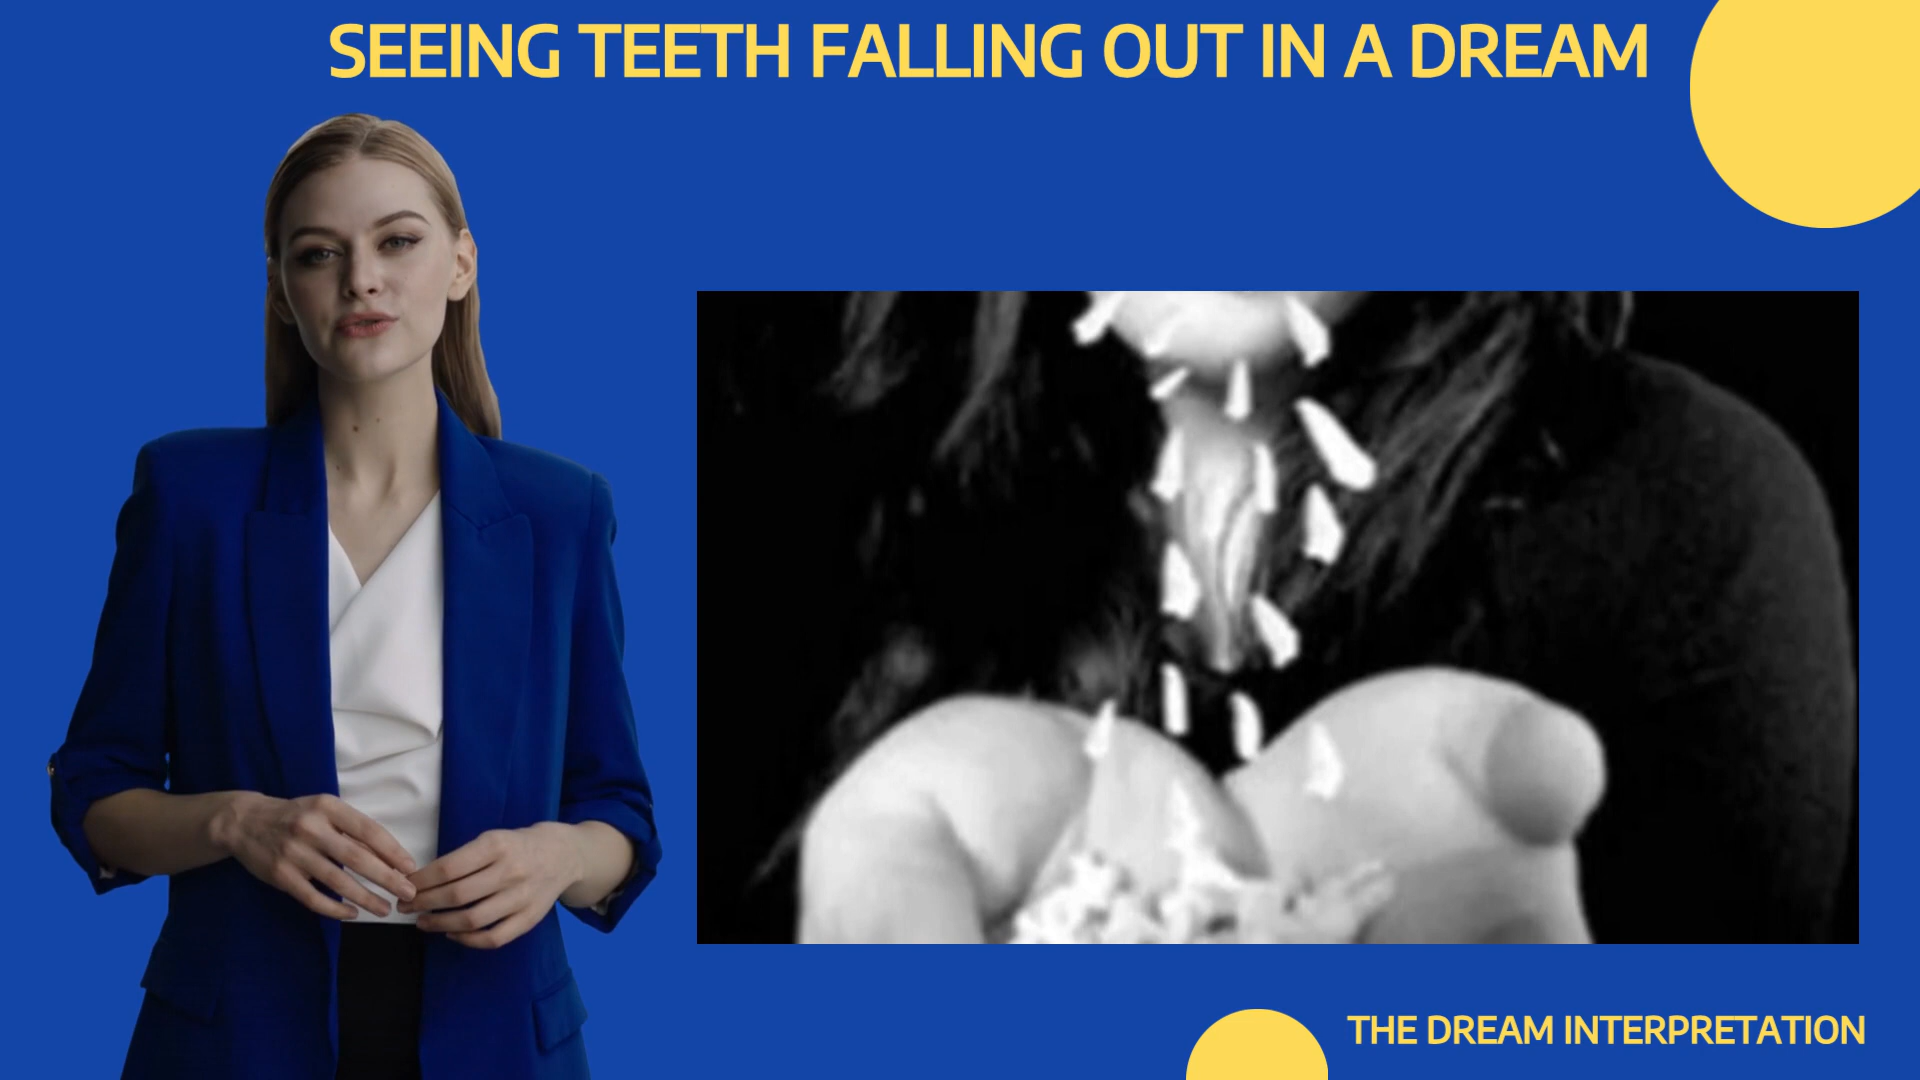 SEEING TEETH FALLING OUT IN A DREAM
THE DREAM INTERPRETATION